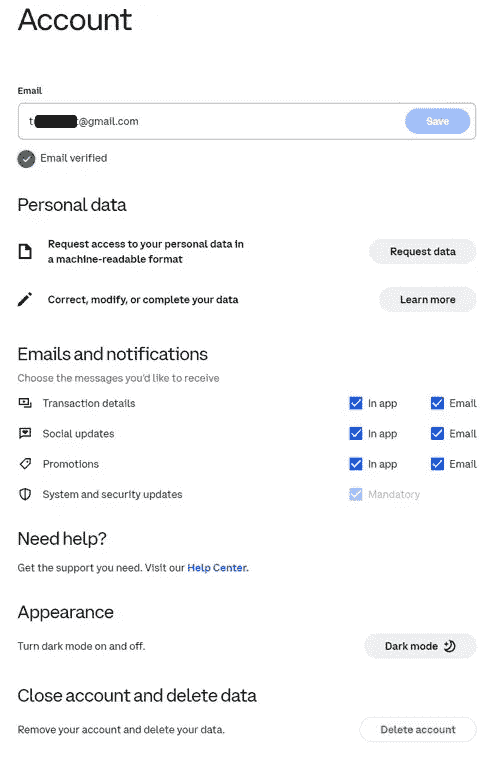 Account
Email
t@gmail.com
Save
Email verified
Personal data
Request access to your personal data in
a machine-readable format
Request data
Correct, modify, or complete your data
Learn more
Emails and notifications
Choose the messages you'd like to receive
Transaction details In app Email
Social updates In app Email
Promotions In app Email
System and security updates Mandatory
Need help?
Get the support you need. Visit our Help Center.
Appearance
Turn dark mode on and off.
Dark mode
Close account and delete data
Remove your account and delete your data.
Delete account